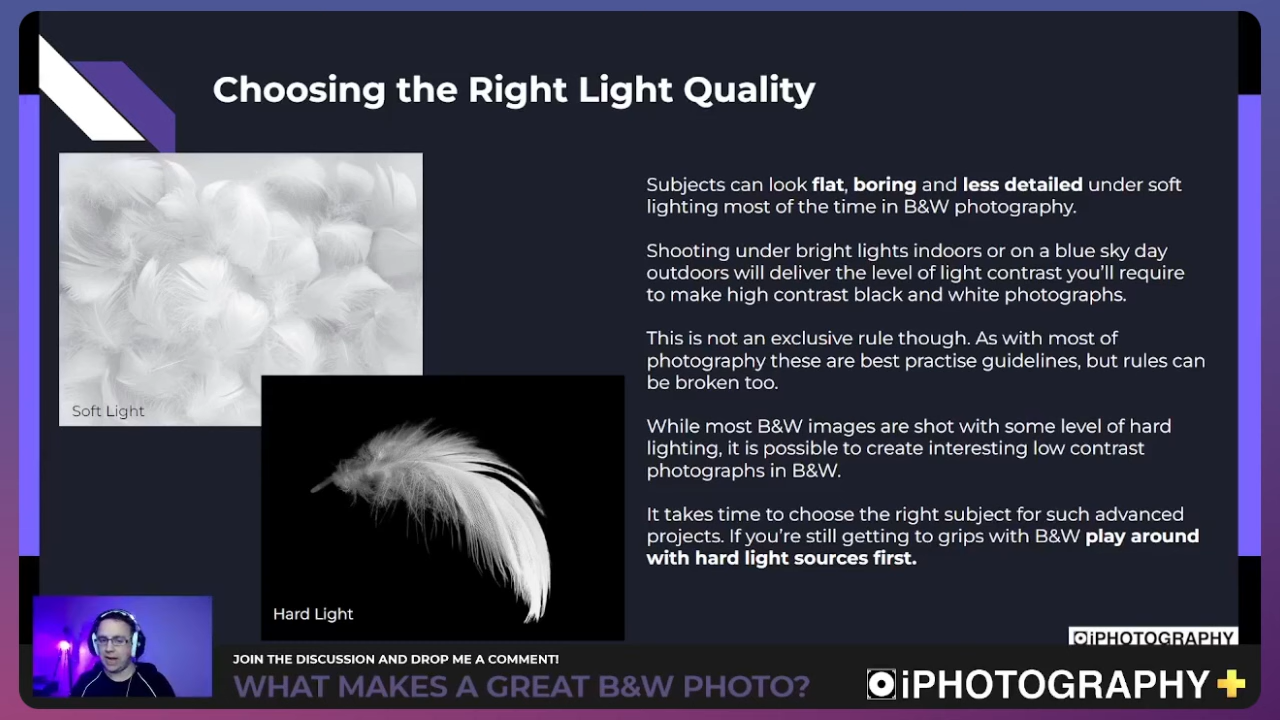 Choosing the Right Light Quality
Soft Light
Hard Light
Subjects can look flat, boring and less detailed under soft
lighting most of the time in B&W photography.
Shooting under bright lights indoors or on a blue sky day
outdoors will deliver the level of light contrast you'll require
to make high contrast black and white photographs.
This is not an exclusive rule though. As with most of
photography these are best practise guidelines, but rules can
be broken too.
While most B&W images are shot with some level of hard
lighting, it is possible to create interesting low contrast
photographs in B&W.
It takes time to choose the right subject for such advanced
projects. If you're still getting to grips with B&W play around
with hard light sources first.
iPHOTOGRAPHY
JOIN THE DISCUSSION AND DROP ME A COMMENT!
WHAT MAKES A GREAT B&W PHOTO?
iPHOTOGRAPHY+